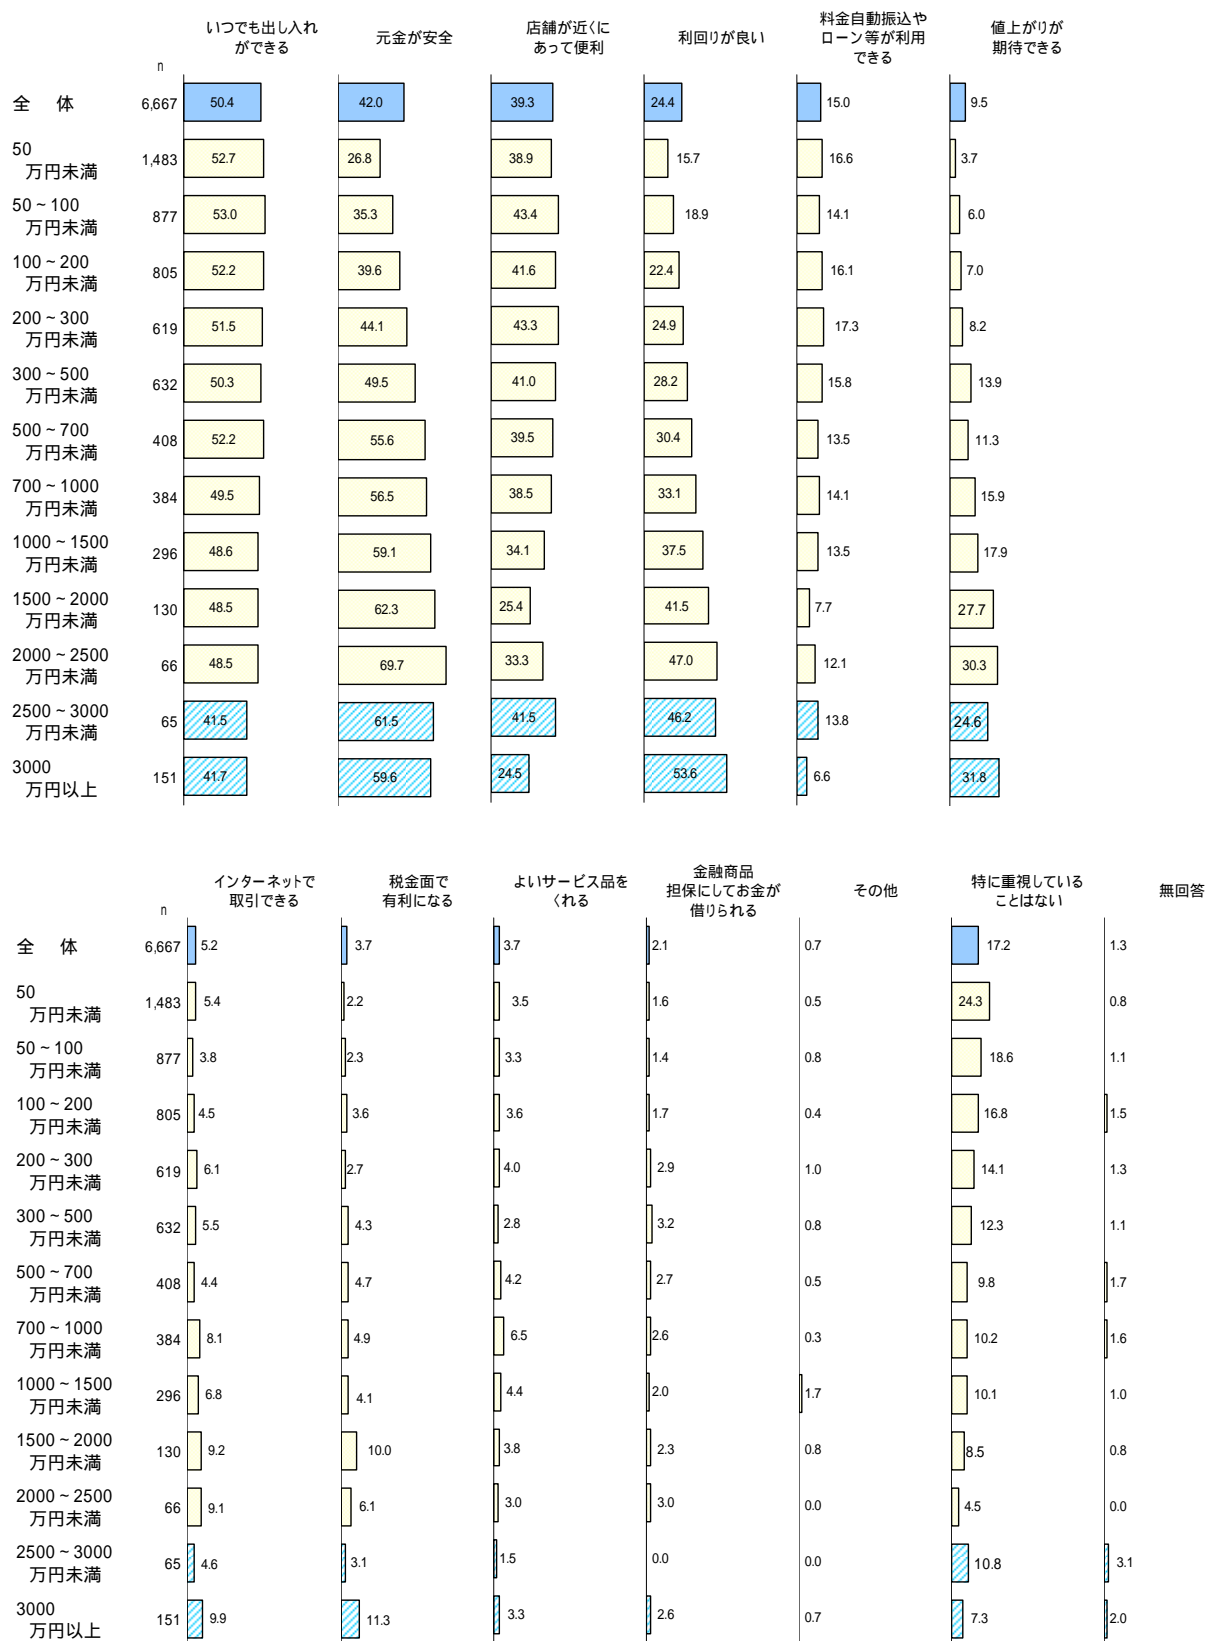 いつでも出し入れ
ができる
元金が安全
店舗が近くに
あって便利
利回りが良い
料金自動振込や
ローン等が利用
できる
値上がりが
期待できる
n
全 体 6,667 50.4 42.0 39.3 24.4 15.0 9.5
50
万円未満 1,483 52.7 26.8 38.9 15.7 16.6 3.7
50~100
万円未満 877 53.0 35.3 43.4 18.9 14.1 6.0
100~200
万円未満 805 52.2 39.6 41.6 22.4 16.1 7.0
200~300
万円未満 619 51.5 44.1 43.3 24.9 17.3 8.2
300~500
万円未満 632 50.3 49.5 41.0 28.2 15.8 13.9
500~700
万円未満 408 52.2 55.6 39.5 30.4 13.5 11.3
700~1000
万円未満 384 49.5 56.5 38.5 33.1 14.1 15.9
1000~1500
万円未満 296 48.6 59.1 34.1 37.5 13.5 17.9
1500~2000
万円未満 130 48.5 62.3 25.4 41.5 7.7 27.7
2000~2500
万円未満 66 48.5 69.7 33.3 47.0 12.1 30.3
2500~3000
万円未満 65 41.5 61.5 41.5 46.2 13.8 24.6
3000
万円以上 151 41.7 59.6 24.5 53.6 6.6 31.8
インターネットで
取引できる
税金面で
有利になる
よいサービス品を
くれる
金融商品
担保にしてお金が
借りられる
その他
特に重視している
ことはない
無回答
n
全 体 6,667 5.2 3.7 3.7 2.1 0.7 17.2 1.3
50
万円未満 1,483 5.4 2.2 3.5 1.6 0.5 24.3 0.8
50~100
万円未満 877 3.8 2.3 3.3 1.4 0.8 18.6 1.1
100~200
万円未満 805 4.5 3.6 3.6 1.7 0.4 16.8 1.5
200~300
万円未満 619 6.1 2.7 4.0 2.9 1.0 14.1 1.3
300~500
万円未満 632 5.5 4.3 2.8 3.2 0.8 12.3 1.1
500~700
万円未満 408 4.4 4.7 4.2 2.7 0.5 9.8 1.7
700~1000
万円未満 384 8.1 4.9 6.5 2.6 0.3 10.2 1.6
1000~1500
万円未満 296 6.8 4.1 4.4 2.0 1.7 10.1 1.0
1500~2000
万円未満 130 9.2 10.0 3.8 2.3 0.8 8.5 0.8
2000~2500
万円未満 66 9.1 6.1 3.0 3.0 0.0 4.5 0.0
2500~3000
万円未満 65 4.6 3.1 1.5 0.0 0.0 10.8 3.1
3000
万円以上 151 9.9 11.3 3.3 2.6 0.7 7.3 2.0